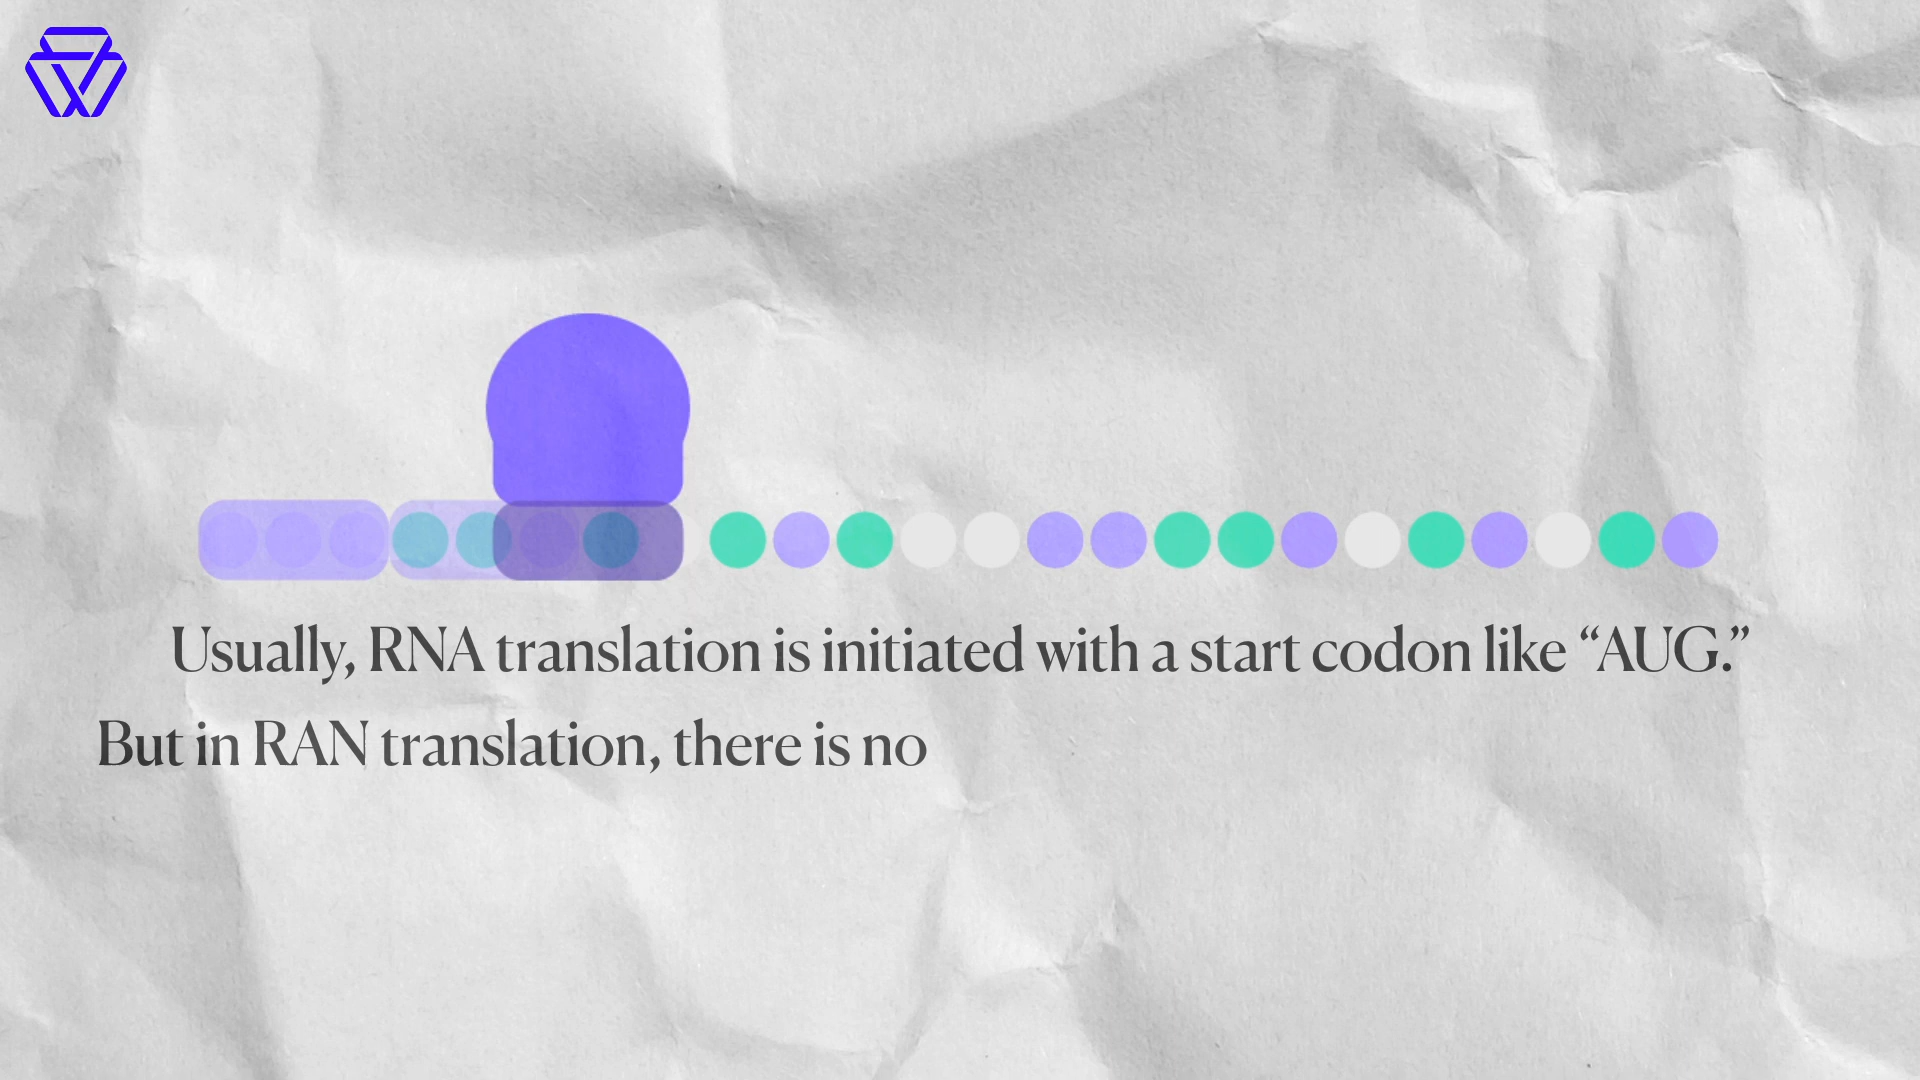 Usually, RNA translation is initiated with a start codon like “AUG.”
But in RAN translation, there is no